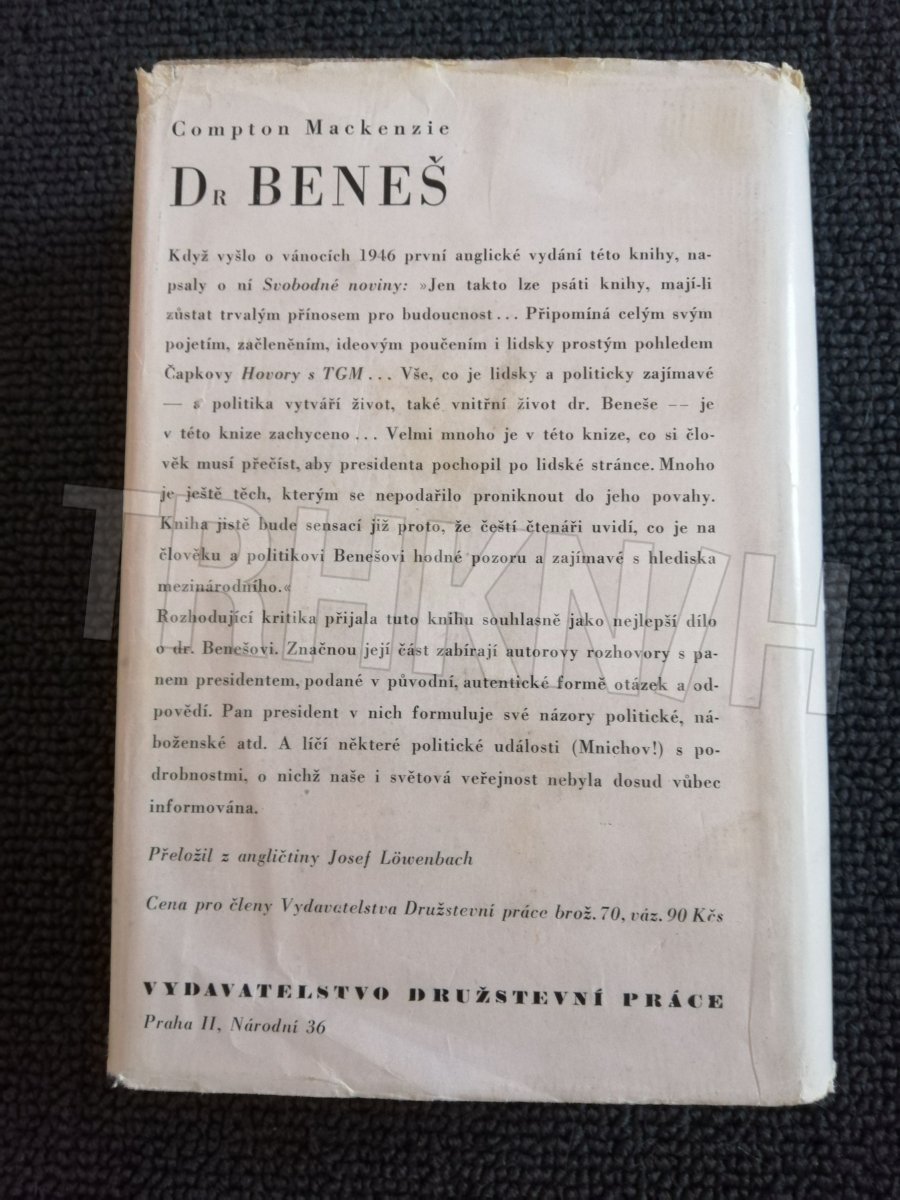 Compton Mackenzie
DR BENEŠ
Když vyšlo o vánocích 1946 první anglické vydání této knihy, na-
psaly o ní Svobodné noviny: »Jen takto lze psáti knihy, mají-li
zůstat trvalým přínosem pro budoucnost... Připomíná celým svým
pojetím, začleněním, ideovým poučením i lidsky prostým pohledem
Čapkovy Hovory s TGM... Vše, co je lidsky a politicky zajímavé
— a politika vytváří život, také vnitřní život dr. Beneše — je
v této knize zachyceno... Velmi mnoho je v této knize, co si člo-
věk musí přečíst, aby presidenta pochopil po lidské stránce. Mnoho
je ještě těch, kterým se nepodařilo proniknout do jeho povahy.
Kniha jistě bude sensací již proto, že čeští čtenáři uvidí, co je na
člověku a politikovi Benešovi hodné pozoru a zajímavé s hlediska
mezinárodního.«
Rozhodující kritika přijala tuto knihu souhlasně jako nejlepší dílo
o dr. Benešovi. Značnou její část zabírají autorovy rozhovory s pa-
nem presidentem, podané v původní, autentické formě otázek a od-
povědí. Pan president v nich formuluje své názory politické, ná-
boženské atd. A líčí některé politické události (Mnichov!) s po-
drobnostmi, o nichž naše i světová veřejnost nebyla dosud vůbec
informována.
Přeložil z angličtiny Josef Löwenbach
Cena pro členy Vydavatelstva Družstevní práce brož. 70, váz. 90 Kčs
VYDAVATELSTVO DRUŽSTEVNÍ PRÁCE
Praha II, Národní 36
TRHKNIH